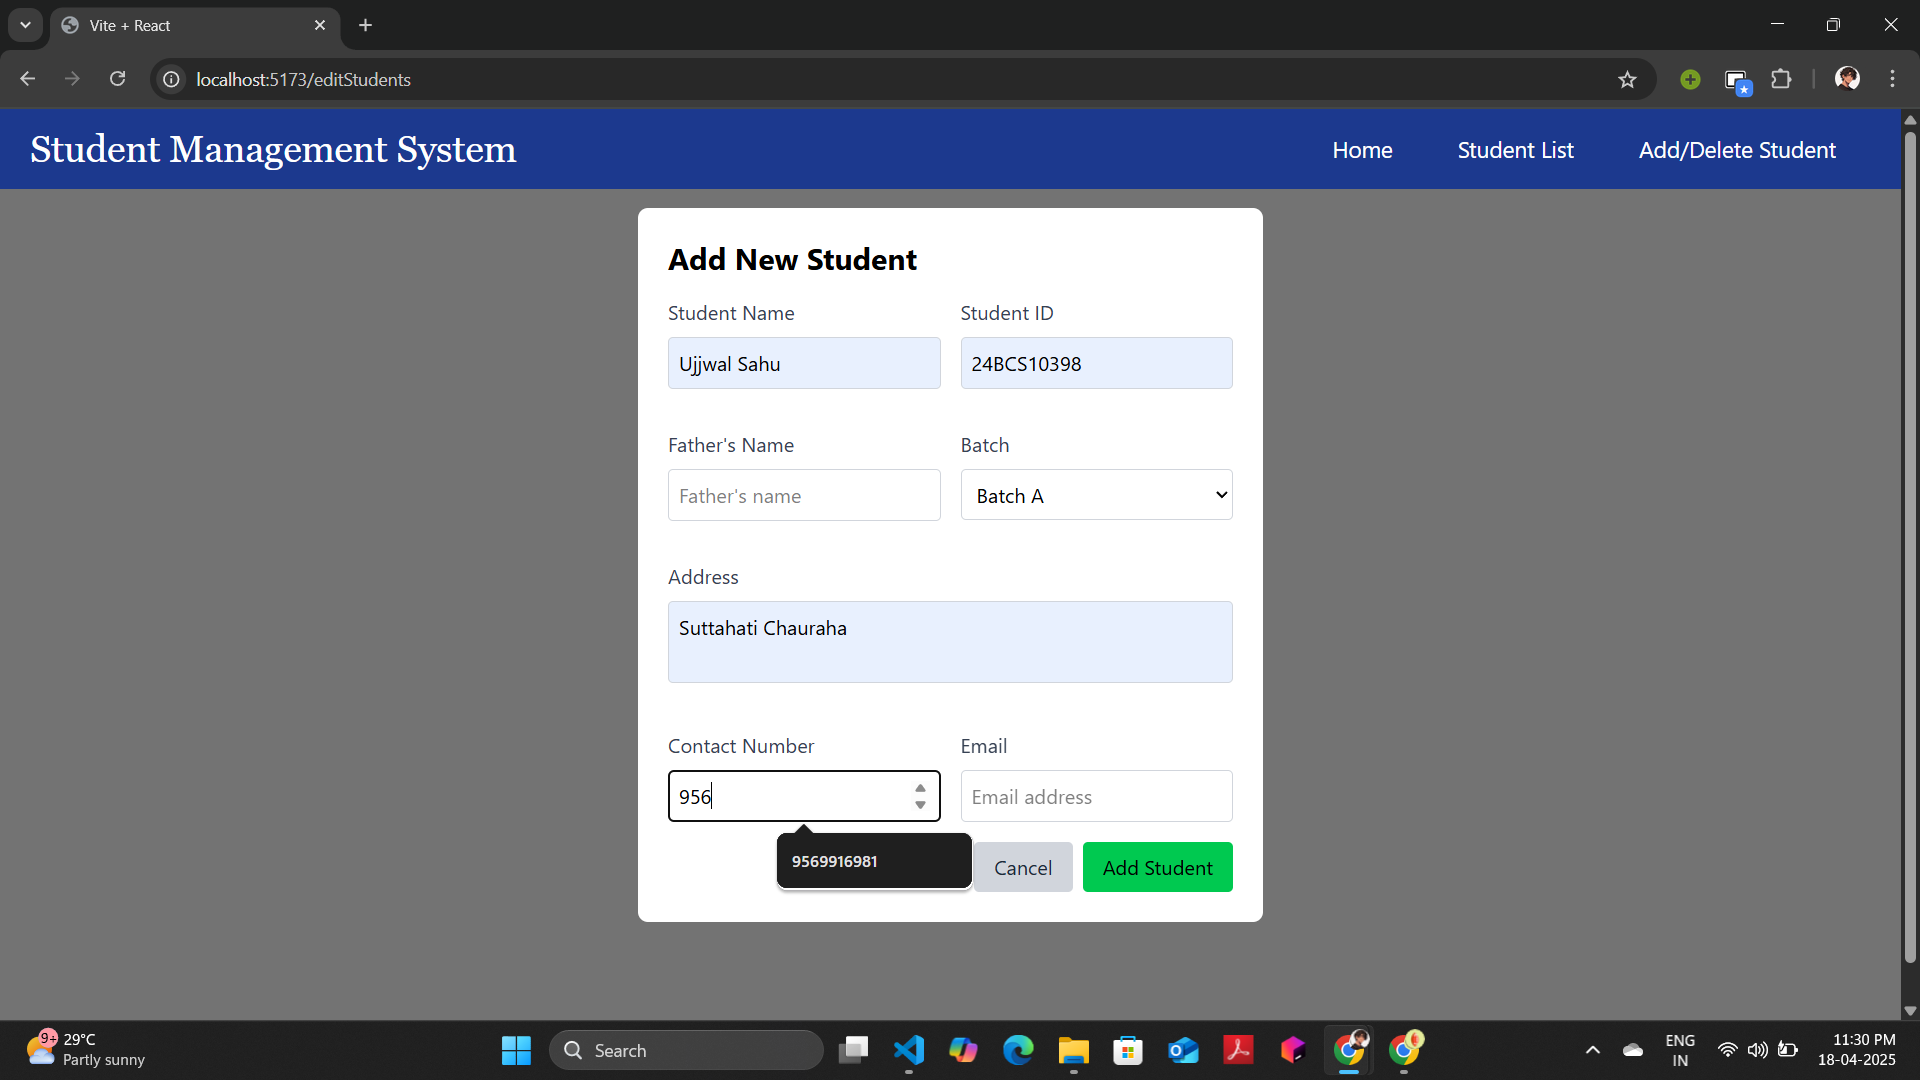 Vite + React
localhost:5173/editStudents
Student Management System
Home
Student List
Add/Delete Student
Add New Student
Student Name
Student ID
Ujjwal Sahu
24BCS10398
Father's Name
Batch
Father's name
Batch A
Address
Suttahati Chauraha
Contact Number
Email
956
Email address
9569916981
Cancel
Add Student
9+
29°C
Partly sunny
Search
ENG
IN
11:30 PM
18-04-2025